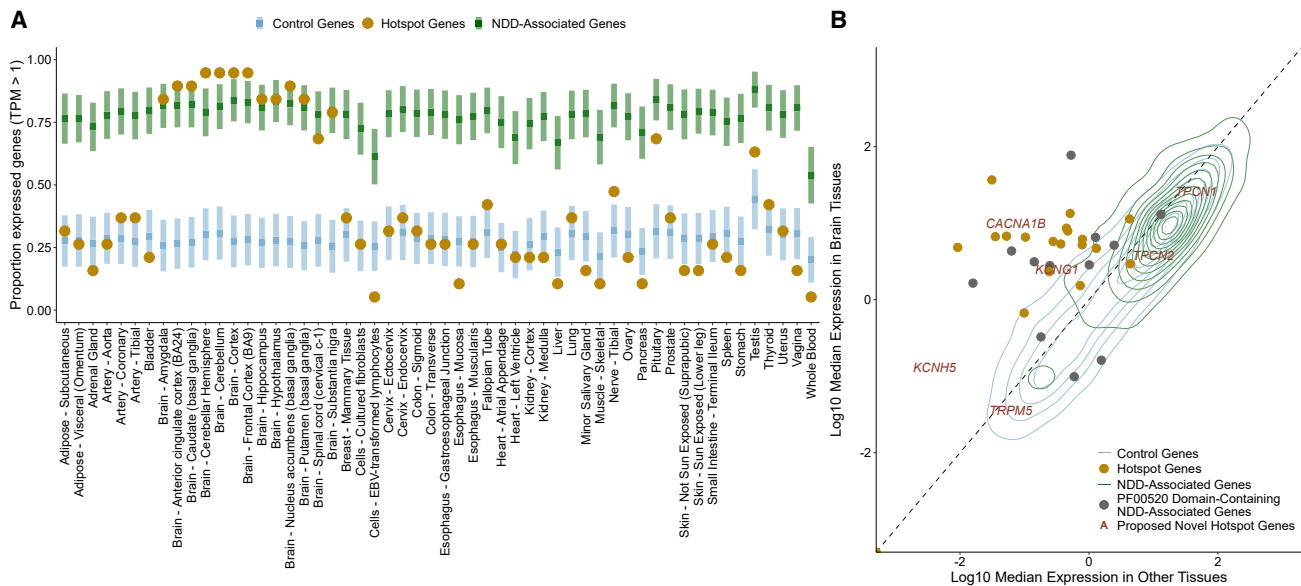 A
Control Genes
Hotspot Genes
NDD-Associated Genes
Proportion expressed genes (TPM > 1)
1.00
0.75
0.50
0.25
0.00
Adipose - Subcutaneous
Adipose - Visceral (Omentum)
Adrenal Gland
Artery - Aorta
Artery - Coronary
Artery - Tibial
Bladder
Brain - Amygdala
Brain - Anterior cingulate cortex (BA24)
Brain - Caudate (basal ganglia)
Brain - Cerebellar Hemisphere
Brain - Cerebellum
Brain - Cortex
Brain - Frontal Cortex (BA9)
Brain - Hippocampus
Brain - Hypothalamus
Brain - Nucleus accumbens (basal ganglia)
Brain - Putamen (basal ganglia)
Brain - Spinal cord (cervical c-1)
Brain - Substantia nigra
Breast - Mammary Tissue
Cells - Cultured fibroblasts
Cells - EBV-transformed lymphocytes
Cervix - Ectocervix
Cervix - Endocervix
Colon - Sigmoid
Colon - Transverse
Esophagus - Gastroesophageal Junction
Esophagus - Mucosa
Esophagus - Muscularis
Fallopian Tube
Heart - Atrial Appendage
Heart - Left Ventricle
Kidney - Cortex
Kidney - Medulla
Liver
Lung
Minor Salivary Gland
Muscle - Skeletal
Nerve - Tibial
Ovary
Pancreas
Pituitary
Prostate
Skin - Not Sun Exposed (Suprapubic)
Skin - Sun Exposed (Lower leg)
Small Intestine - Terminal Ileum
Spleen
Stomach
Testis
Thyroid
Uterus
Vagina
Whole Blood
B
Log10 Median Expression in Brain Tissues
2
0
-2
TPCN1
CACNA1B
TPCN2
KCNG1
KCNH5
TRPM5
Control Genes
Hotspot Genes
NDD-Associated Genes
PF00520 Domain-Containing
NDD-Associated Genes
A Proposed Novel Hotspot Genes
-2
0
2
Log10 Median Expression in Other Tissues